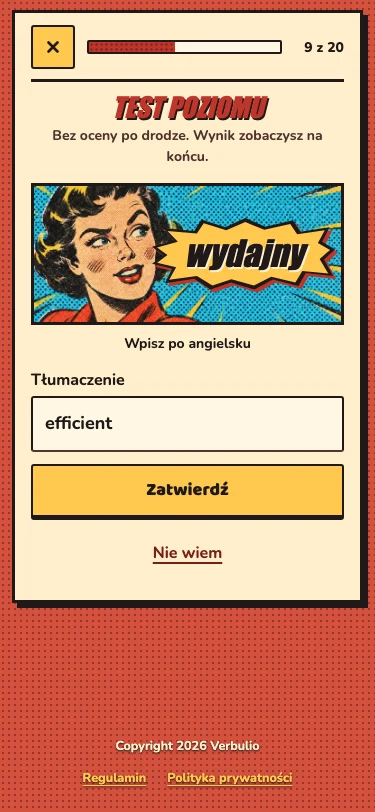 ✕
9 z 20
TEST POZIOMU
Bez oceny po drodze. Wynik zobaczysz na
końcu.
wydajny
Wpisz po angielsku
Tłumaczenie
efficient
Zatwierdź
Nie wiem
Copyright 2026 Verbulio
Regulamin Polityka prywatności